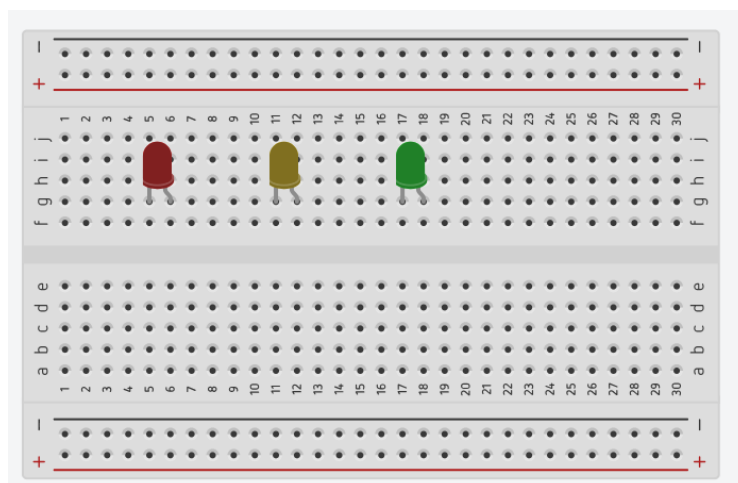 − −
+ +
1 2 3 4 5 6 7 8 9 10 11 12 13 14 15 16 17 18 19 20 21 22 23 24 25 26 27 28 29 30
j j
i i
h h
g g
f f
e e
d d
c c
b b
a a
1 2 3 4 5 6 7 8 9 10 11 12 13 14 15 16 17 18 19 20 21 22 23 24 25 26 27 28 29 30
− −
+ +